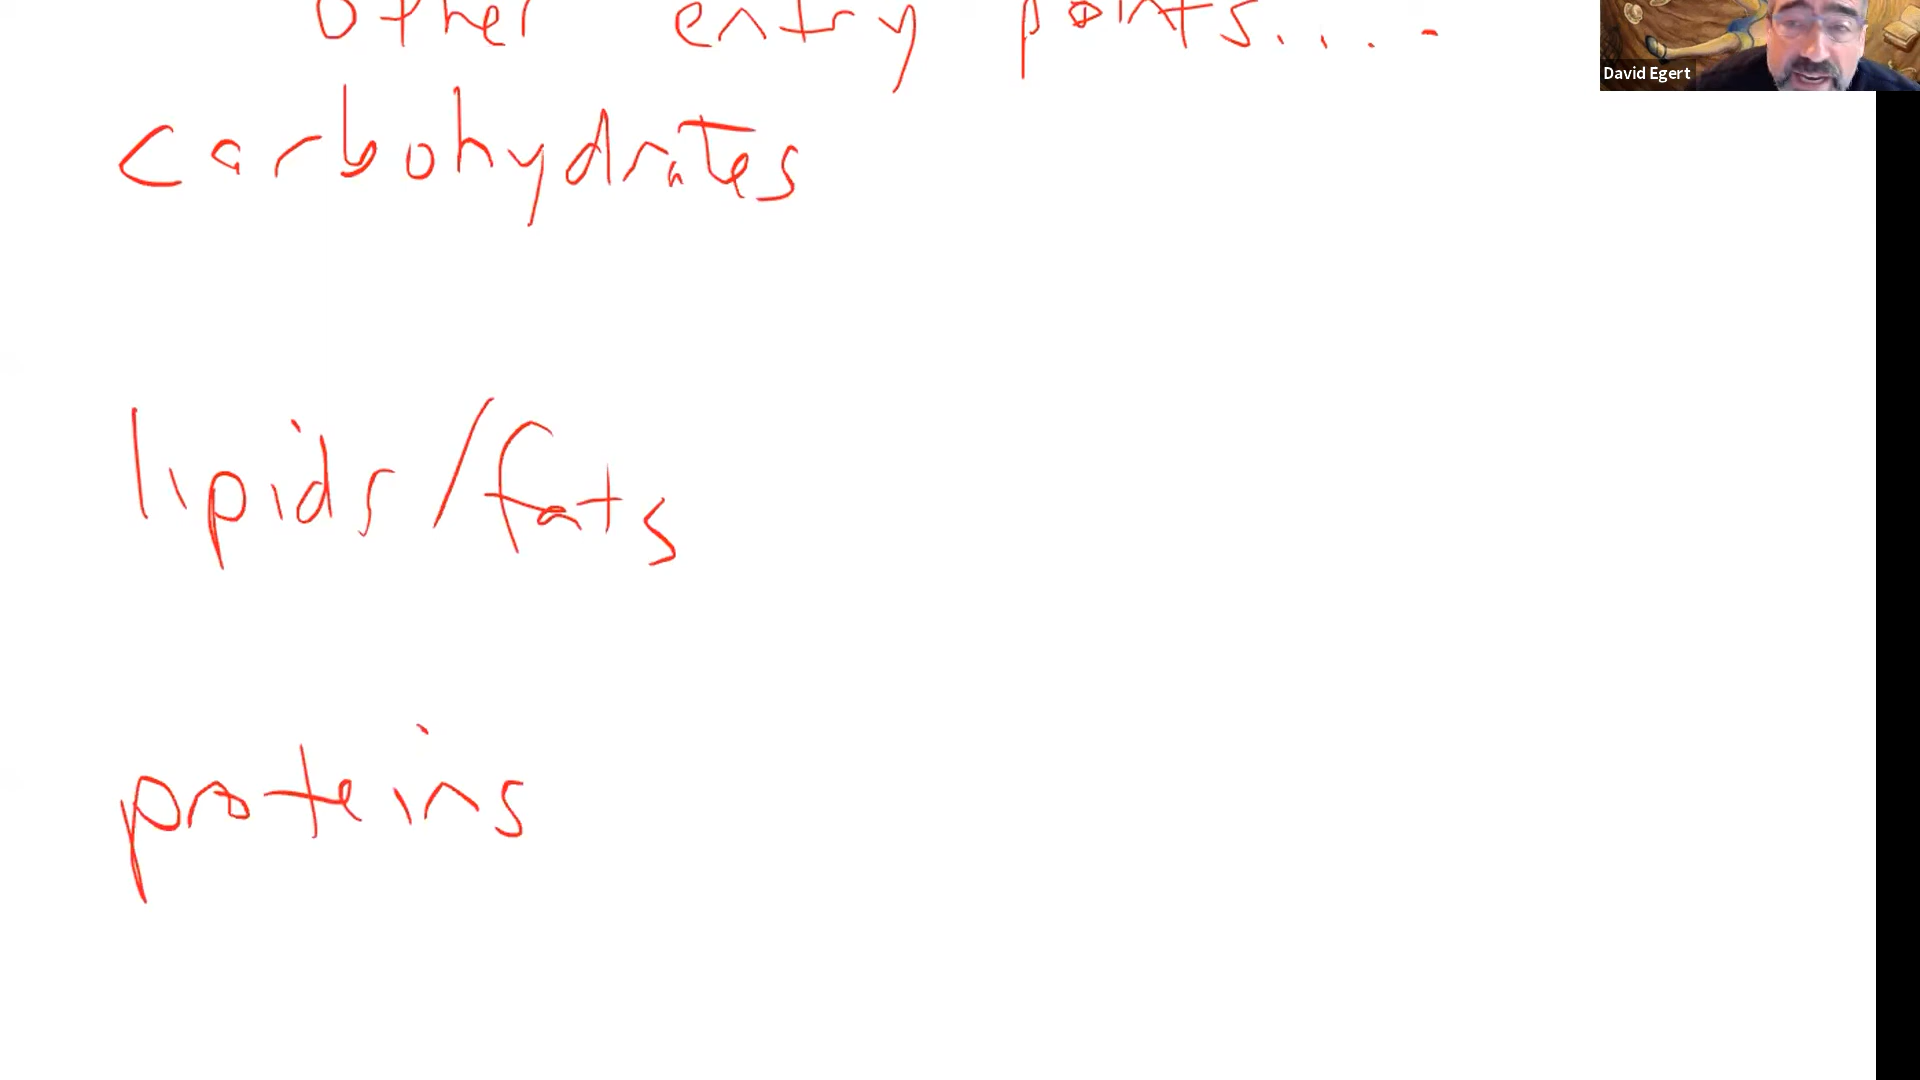 other entry points.....
David Egert
carbohydrates
lipids/fats
proteins